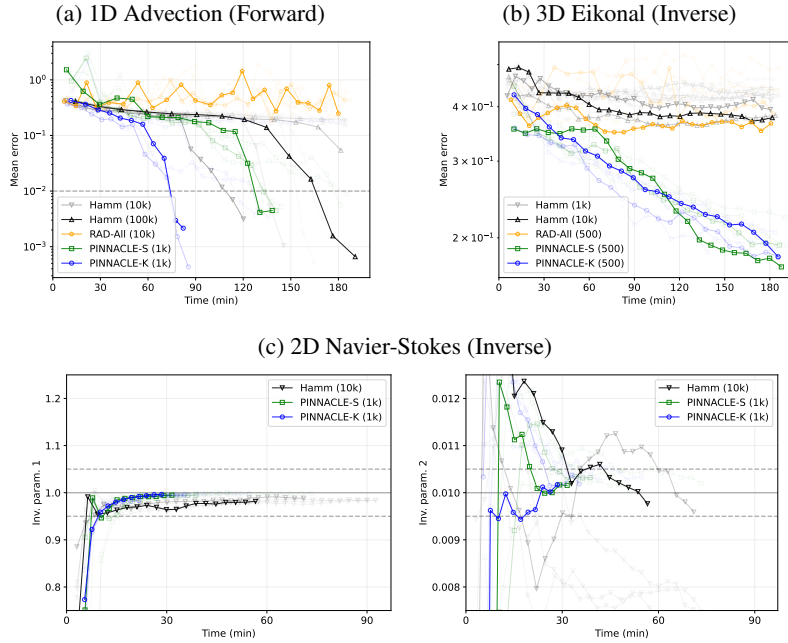 (a) 1D Advection (Forward)
(b) 3D Eikonal (Inverse)
Mean error
10⁰
10⁻¹
10⁻²
10⁻³
Hamm (10k)
Hamm (100k)
RAD-All (10k)
PINNACLE-S (1k)
PINNACLE-K (1k)
0 30 60 90 120 150 180
Time (min)
Mean error
4 × 10⁻¹
3 × 10⁻¹
2 × 10⁻¹
Hamm (1k)
Hamm (10k)
RAD-All (500)
PINNACLE-S (500)
PINNACLE-K (500)
0 30 60 90 120 150 180
Time (min)
(c) 2D Navier-Stokes (Inverse)
Inv. param. 1
1.2
1.1
1.0
0.9
0.8
Hamm (10k)
PINNACLE-S (1k)
PINNACLE-K (1k)
0 30 60 90
Time (min)
Inv. param. 2
0.012
0.011
0.010
0.009
0.008
Hamm (10k)
PINNACLE-S (1k)
PINNACLE-K (1k)
0 30 60 90
Time (min)